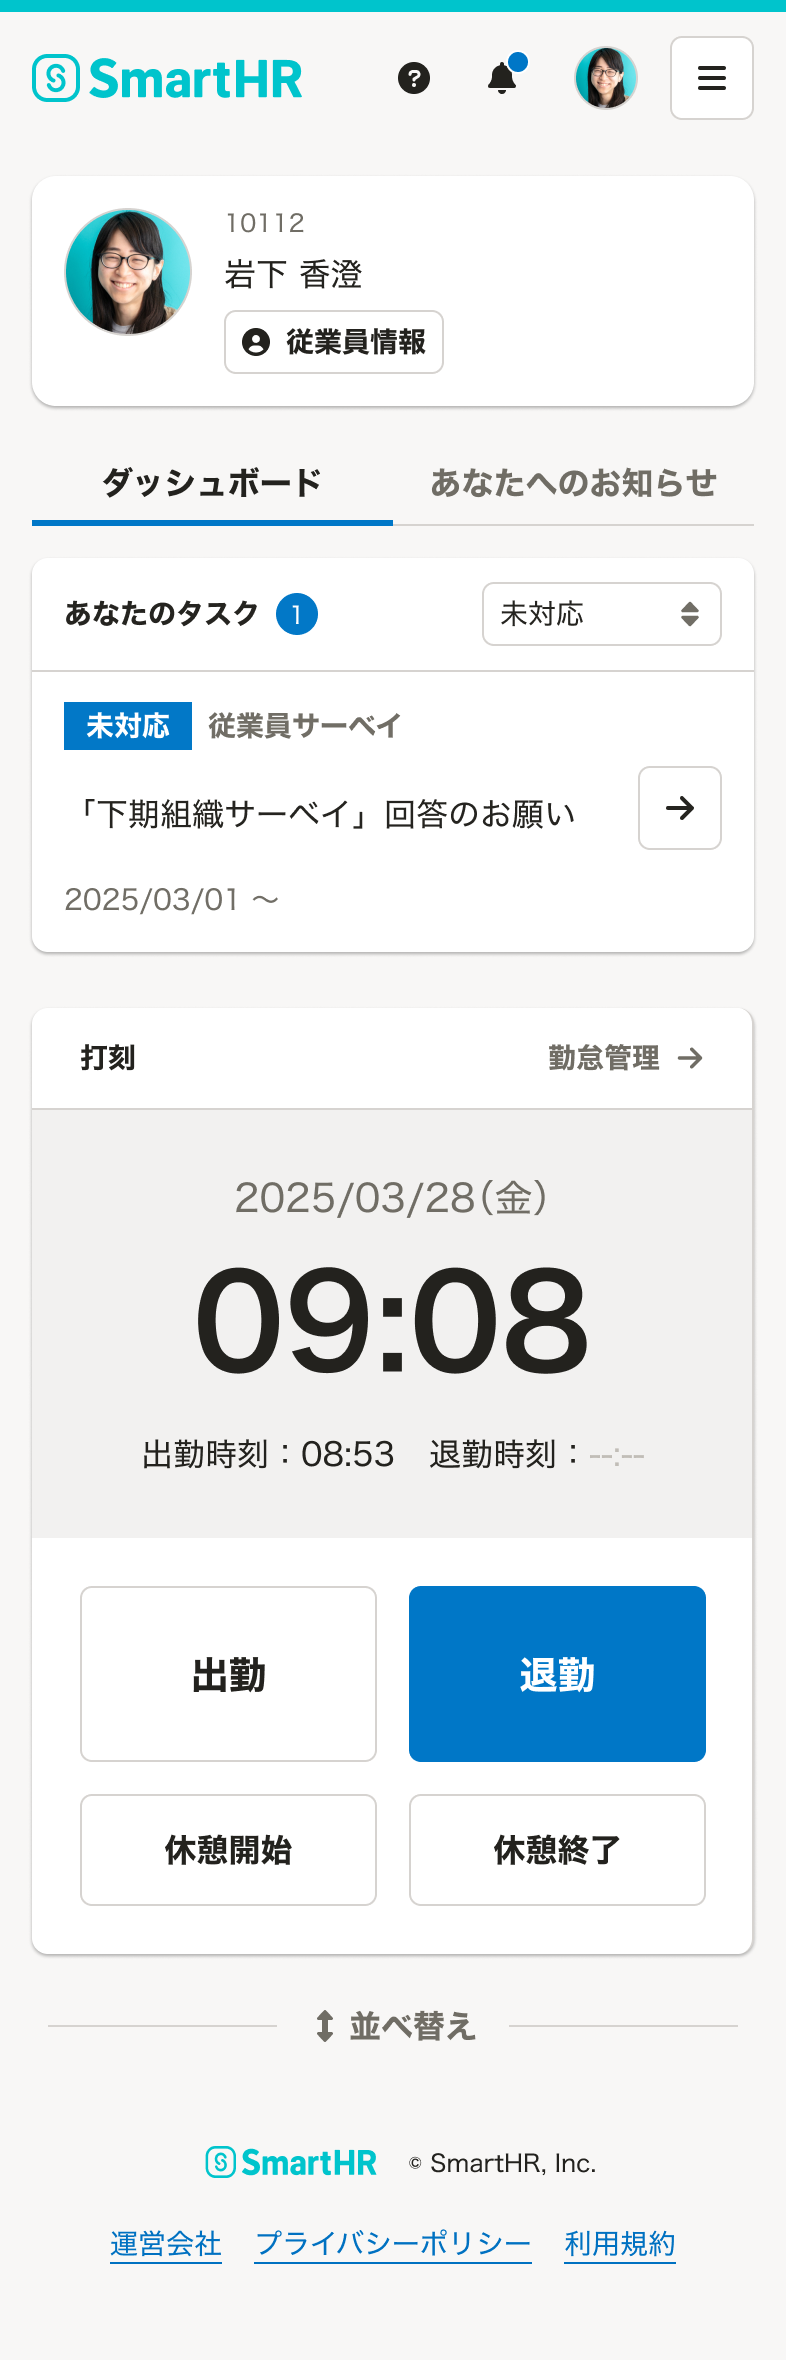 SmartHR
10112
岩下 香澄
従業員情報
ダッシュボード
あなたへのお知らせ
あなたのタスク 1
未対応
未対応 従業員サーベイ
「下期組織サーベイ」回答のお願い
2025/03/01 〜
打刻
勤怠管理
2025/03/28（金）
09:08
出勤時刻：08:53 退勤時刻：--:--
出勤
退勤
休憩開始
休憩終了
並べ替え
SmartHR © SmartHR, Inc.
運営会社 プライバシーポリシー 利用規約